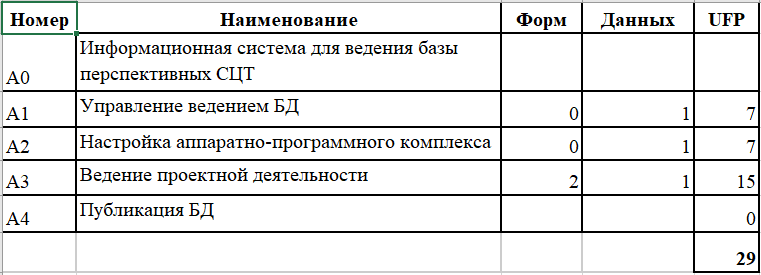 Номер Наименование Форм Данных UFP
Информационная система для ведения базы
A0 перспективных СЦТ
A1 Управление ведением БД 0 1 7
A2 Настройка аппаратно-программного комплекса 0 1 7
A3 Ведение проектной деятельности 2 1 15
A4 Публикация БД 0
29